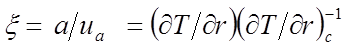 ξ = a/u_a = (∂T/∂r)(∂T/∂r)_c^{-1}